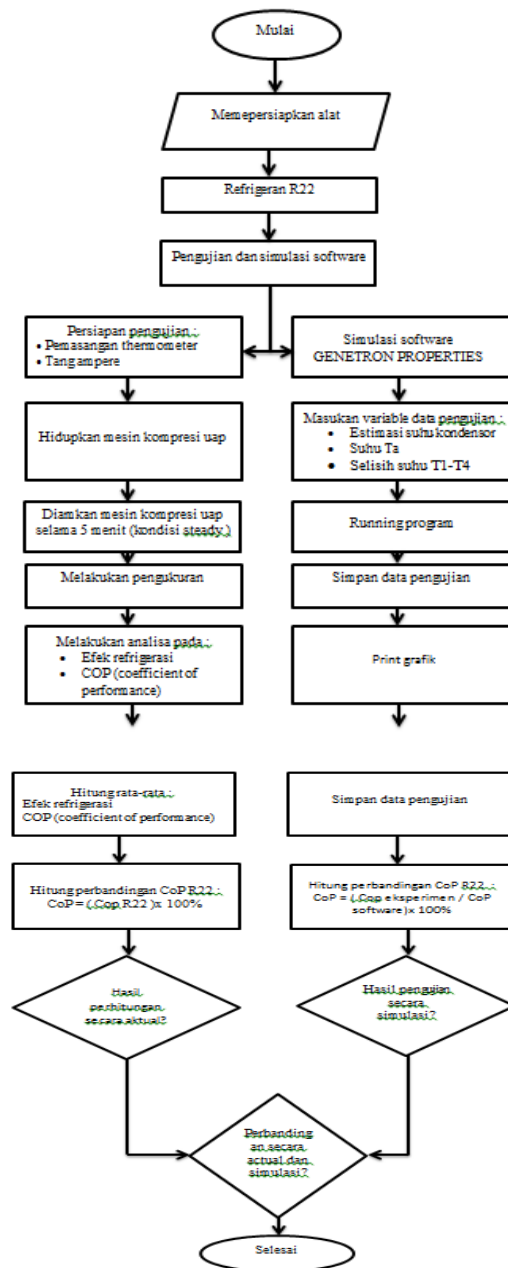 Mulai
Memepersiapkan alat
Refrigeran R22
Pengujian dan simulasi software
Persiapan pengujian :
• Pemasangan thermometer
• Tang ampere
Hidupkan mesin kompresi uap
Diamkan mesin kompresi uap
selama 5 menit (kondisi steady )
Melakukan pengukuran
Melakukan analisa pada :
• Efek refrigerasi
• COP (coefficient of
performance)
Simulasi software
GENETRON PROPERTIES
Masukan variable data pengujian :
• Estimasi suhu kondensor
• Suhu Ta
• Selisih suhu T1-T4
Running program
Simpan data pengujian
Print grafik
Hitung rata-rata :
Efek refrigerasi
COP (coefficient of performance)
Hitung perbandingan CoP R22 :
CoP = ( Cop R22 )x 100%
Hasil
perhitungan
secara aktual?
Simpan data pengujian
Hitung perbandingan CoP R22 :
CoP = ( Cop eksperimen / CoP
software )x 100%
Hasil pengujian
secara
simulasi?
Perbanding
an secara
actual dan
simulasi?
Selesai